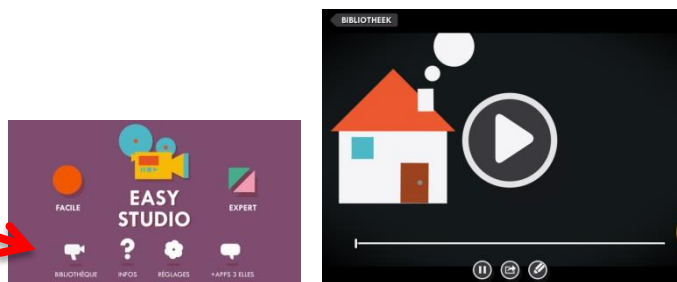 BIBLIOTHEEK
EASY
STUDIO
FACILE
EXPERT
BIBLIOTHÈQUE
INFOS
RÉGLAGES
+APPS 3 ELLES